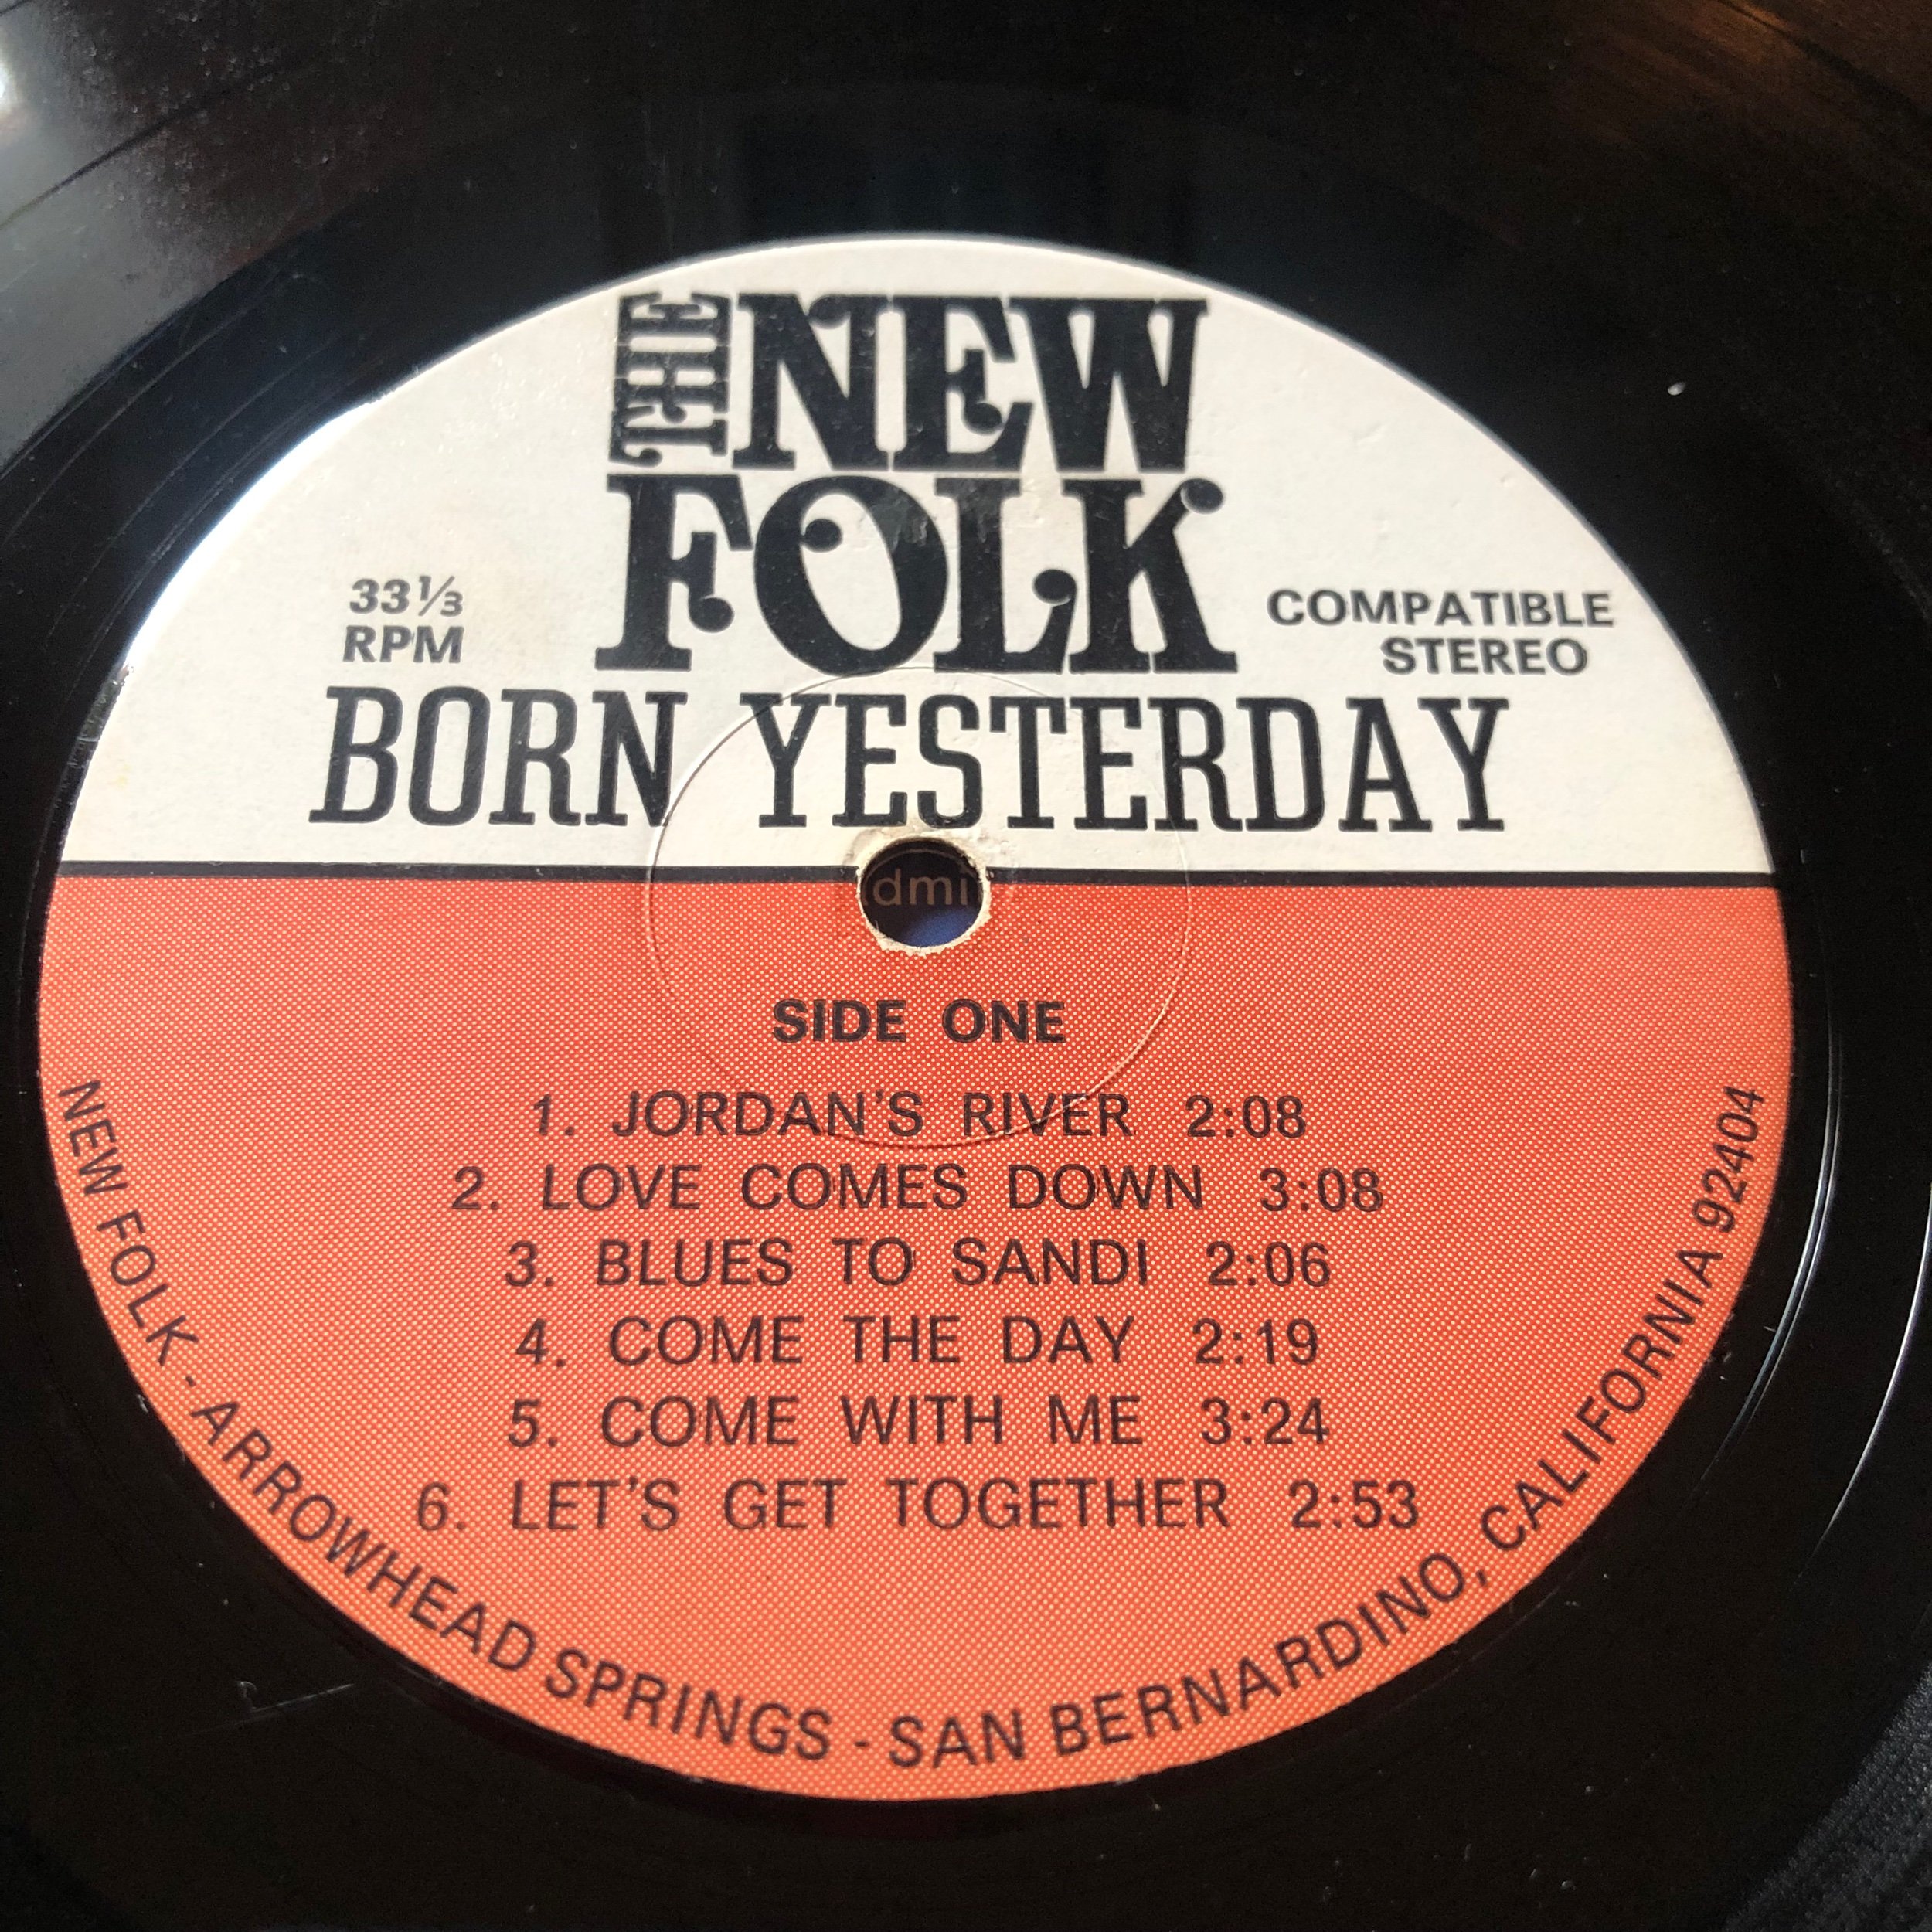 THE NEW
FOLK
33⅓
RPM
COMPATIBLE
STEREO
BORN YESTERDAY
SIDE ONE
1. JORDAN'S RIVER 2:08
2. LOVE COMES DOWN 3:08
3. BLUES TO SANDI 2:06
4. COME THE DAY 2:19
5. COME WITH ME 3:24
6. LET'S GET TOGETHER 2:53
NEW FOLK - ARROWHEAD SPRINGS - SAN BERNARDINO, CALIFORNIA 92404